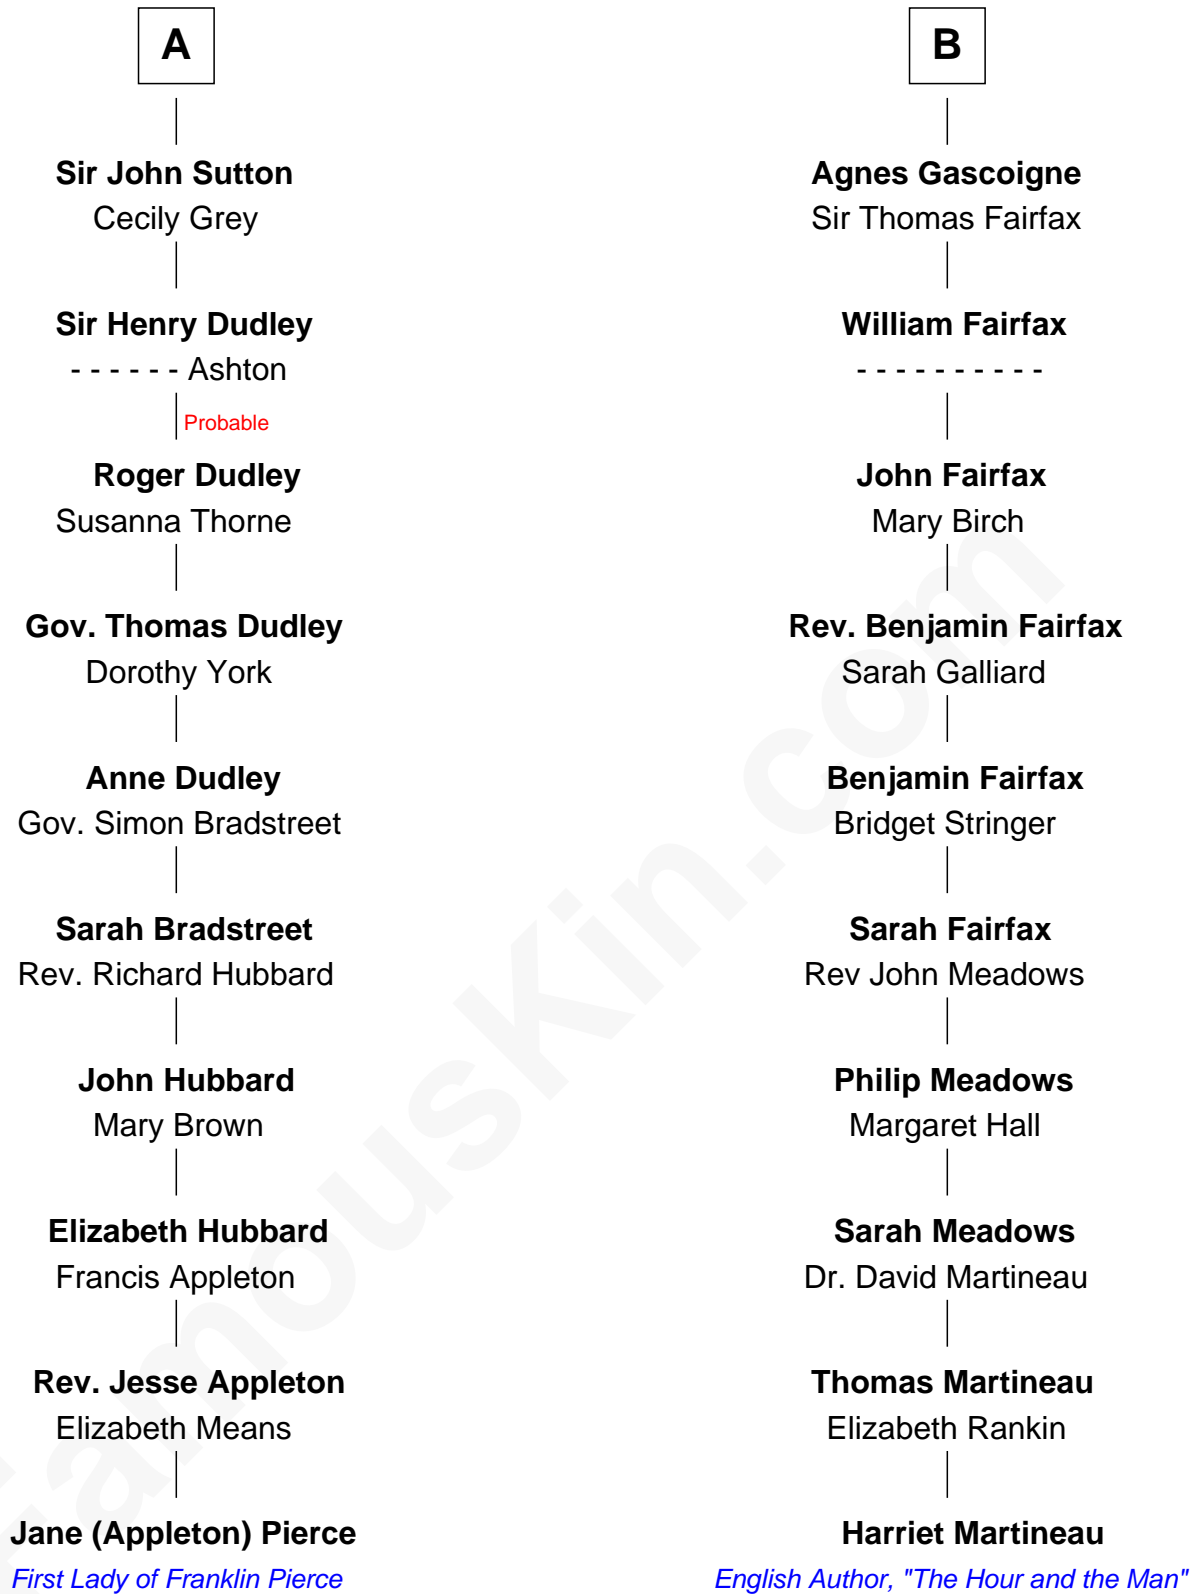 A
Sir John Sutton
Cecily Grey
Sir Henry Dudley
- - - - - - Ashton
Probable
Roger Dudley
Susanna Thorne
Gov. Thomas Dudley
Dorothy York
Anne Dudley
Gov. Simon Bradstreet
Sarah Bradstreet
Rev. Richard Hubbard
John Hubbard
Mary Brown
Elizabeth Hubbard
Francis Appleton
Rev. Jesse Appleton
Elizabeth Means
Jane (Appleton) Pierce
First Lady of Franklin Pierce
B
Agnes Gascoigne
Sir Thomas Fairfax
William Fairfax
- - - - - - - - - -
John Fairfax
Mary Birch
Rev. Benjamin Fairfax
Sarah Galliard
Benjamin Fairfax
Bridget Stringer
Sarah Fairfax
Rev John Meadows
Philip Meadows
Margaret Hall
Sarah Meadows
Dr. David Martineau
Thomas Martineau
Elizabeth Rankin
Harriet Martineau
English Author, "The Hour and the Man"
FamousKin.com